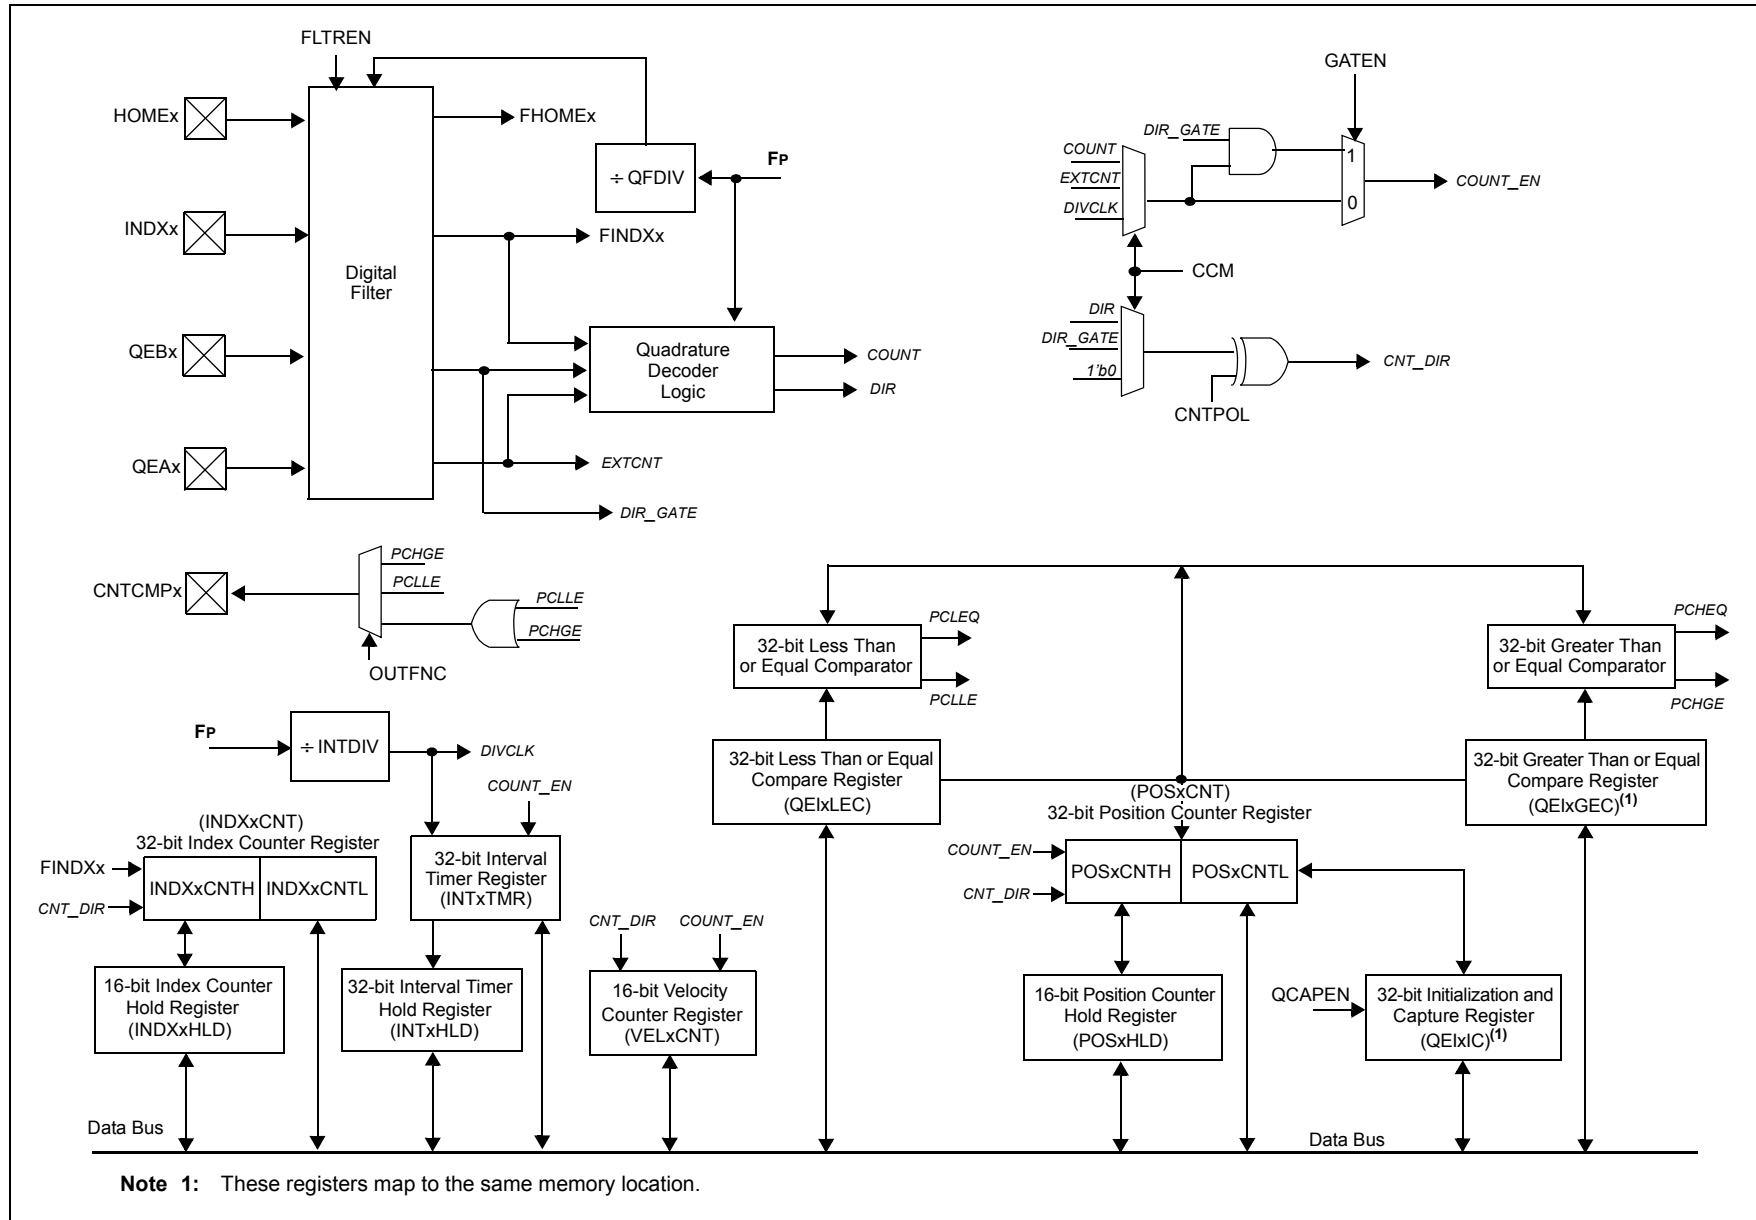 FLTREN
HOMEx
FHOMEx
÷ QFDIV
FP
INDXx
FINDXx
Digital
Filter
QEBx
Quadrature
Decoder
Logic
COUNT
DIR
QEAx
EXTCNT
DIR_GATE
GATEN
DIR_GATE
COUNT
EXTCNT
DIVCLK
1
0
COUNT_EN
CCM
DIR
DIR_GATE
1'b0
CNT_DIR
CNTPOL
CNTCMPx
PCHGE
PCLLE
PCLLE
PCHGE
OUTFNC
FP
÷ INTDIV
DIVCLK
COUNT_EN
32-bit Less Than
or Equal Comparator
PCLEQ
PCLLE
32-bit Greater Than
or Equal Comparator
PCHEQ
PCHGE
32-bit Less Than or Equal
Compare Register
(QEIxLEC)
32-bit Greater Than or Equal
Compare Register
(QEIxGEC)(1)
(INDXxCNT)
32-bit Index Counter Register
FINDXx
CNT_DIR
INDXxCNTH
INDXxCNTL
32-bit Interval
Timer Register
(INTxTMR)
(POSxCNT)
32-bit Position Counter Register
COUNT_EN
CNT_DIR
POSxCNTH
POSxCNTL
CNT_DIR
COUNT_EN
16-bit Index Counter
Hold Register
(INDXxHLD)
32-bit Interval Timer
Hold Register
(INTxHLD)
16-bit Velocity
Counter Register
(VELxCNT)
16-bit Position Counter
Hold Register
(POSxHLD)
QCAPEN
32-bit Initialization and
Capture Register
(QEIxIC)(1)
Data Bus
Data Bus
Note 1: These registers map to the same memory location.